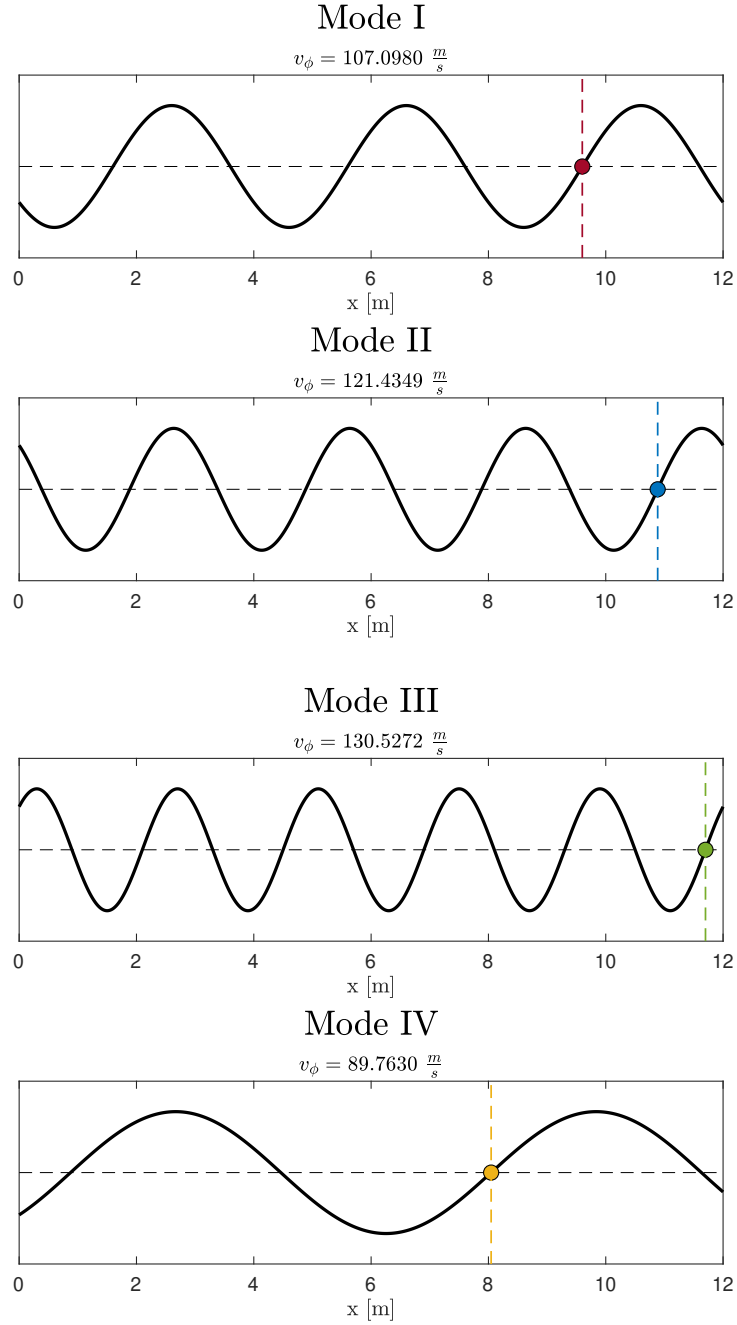 Mode I
v_ϕ = 107.0980 m/s
0 2 4 6 8 10 12
x [m]
Mode II
v_ϕ = 121.4349 m/s
0 2 4 6 8 10 12
x [m]
Mode III
v_ϕ = 130.5272 m/s
0 2 4 6 8 10 12
x [m]
Mode IV
v_ϕ = 89.7630 m/s
0 2 4 6 8 10 12
x [m]